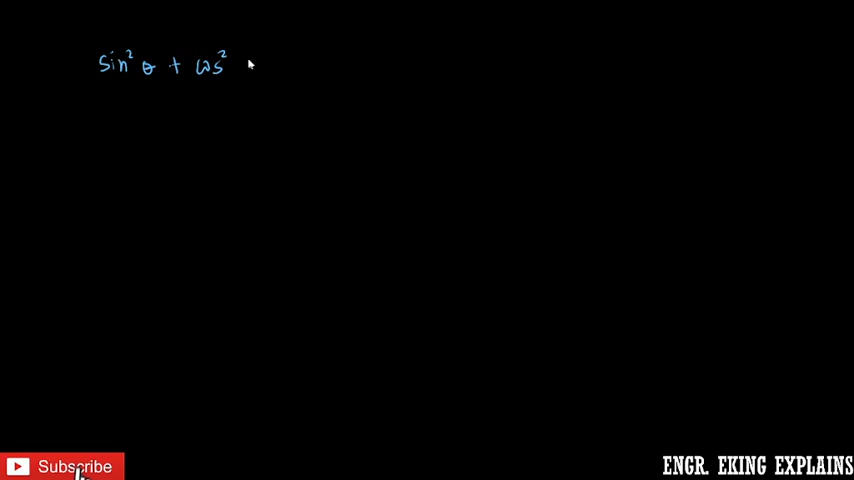 sin² θ + cos²
Subscribe
ENGR. EKING EXPLAINS